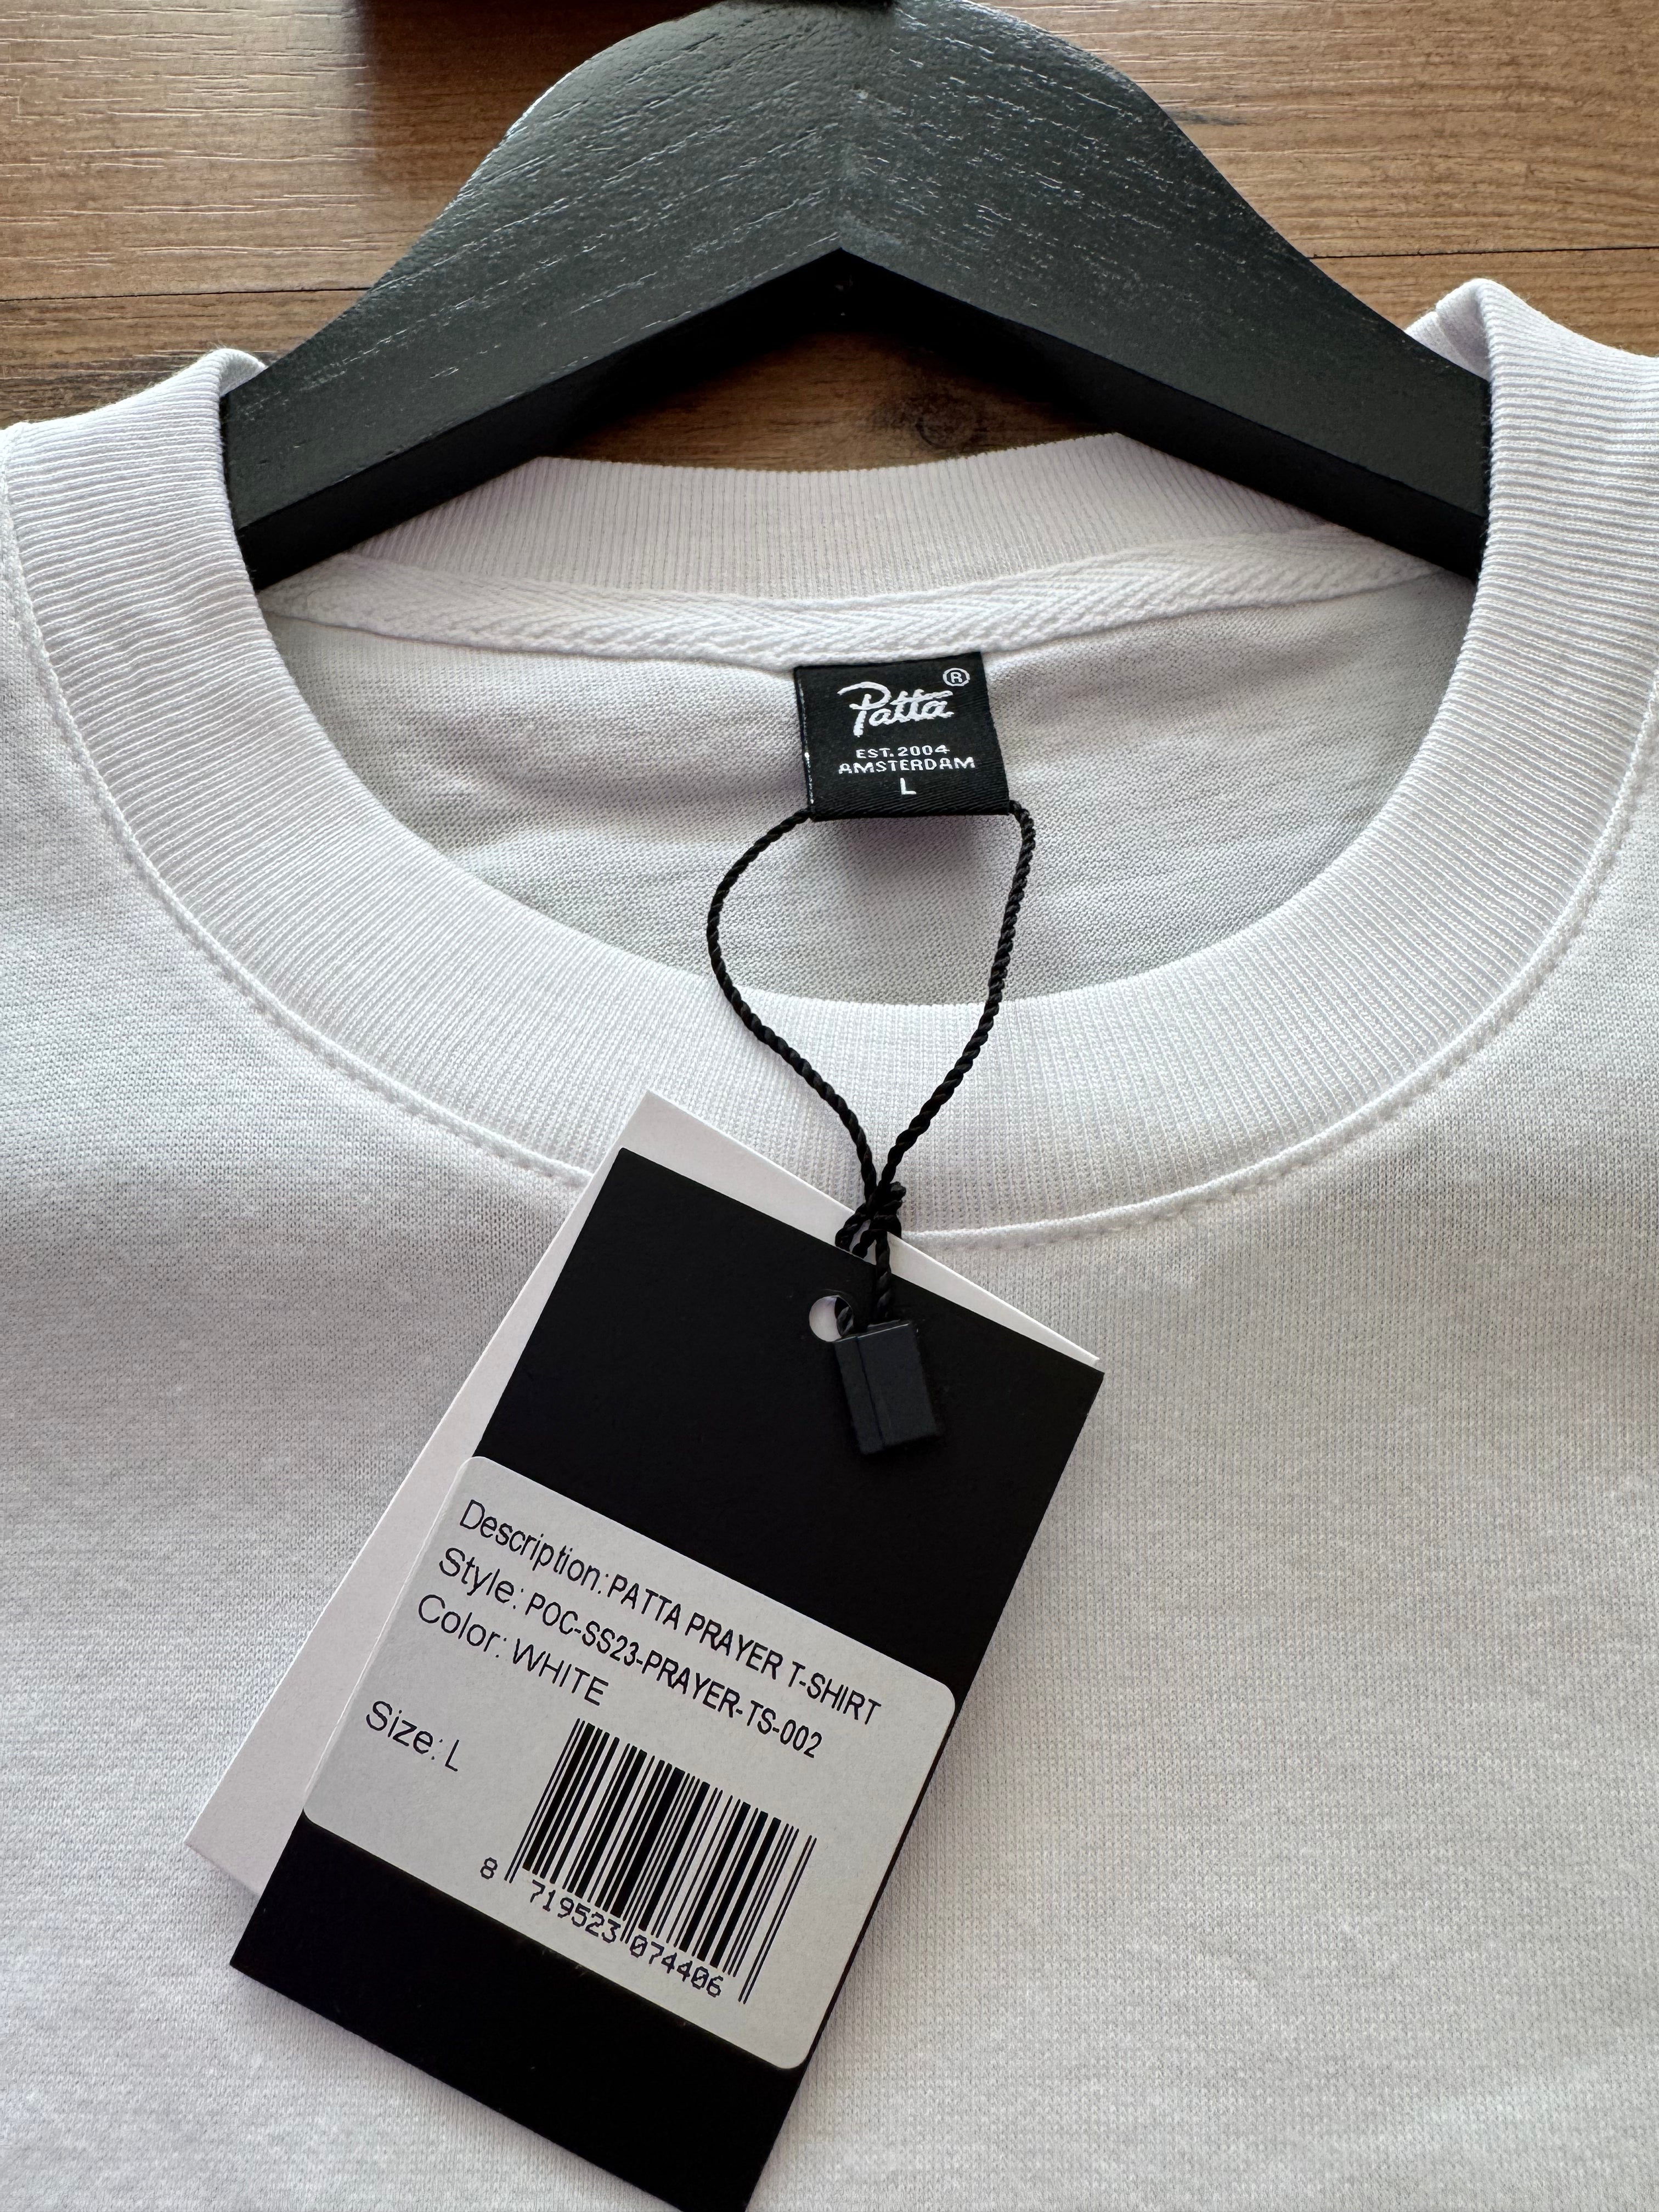 Patta®
EST. 2004
AMSTERDAM
L
Description: PATTA PRAYER T-SHIRT
Style: POC-SS23-PRAYER-TS-002
Color: WHITE
Size: L
8 719523 074406